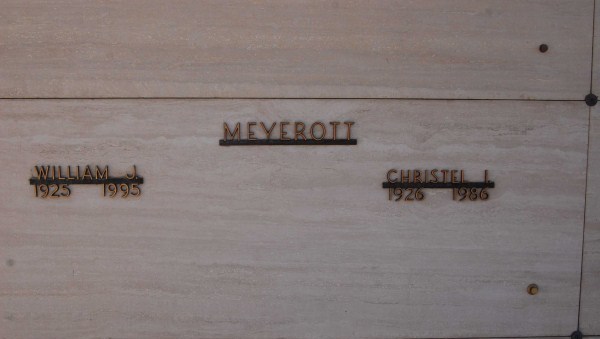 MEYEROTT
WILLIAM J.
1925 1995
CHRISTEL I.
1926 1986